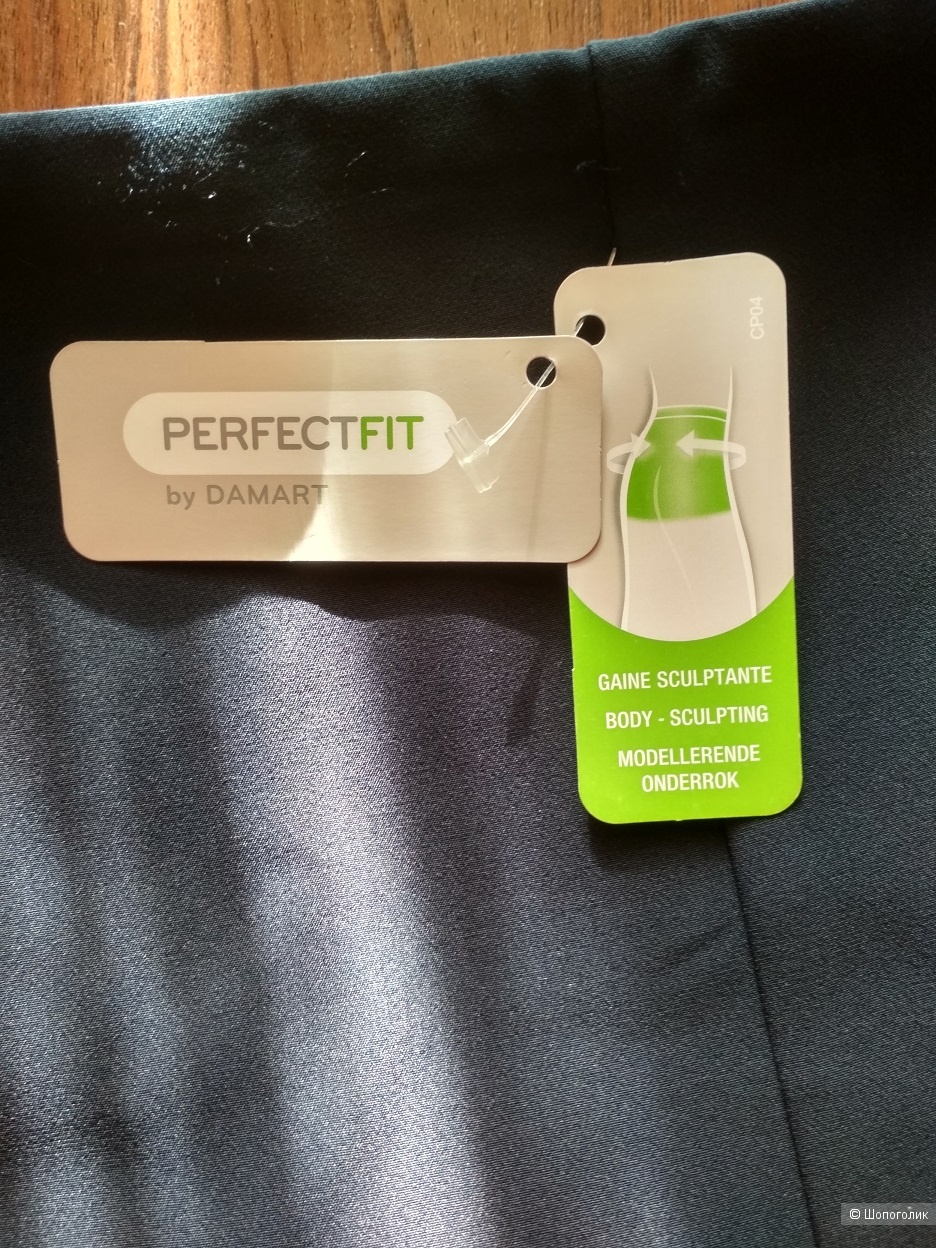 PERFECTFIT
by DAMART
CP04
GAINE SCULPTANTE
BODY - SCULPTING
MODELLERENDE
ONDERROK
© Шопоголик